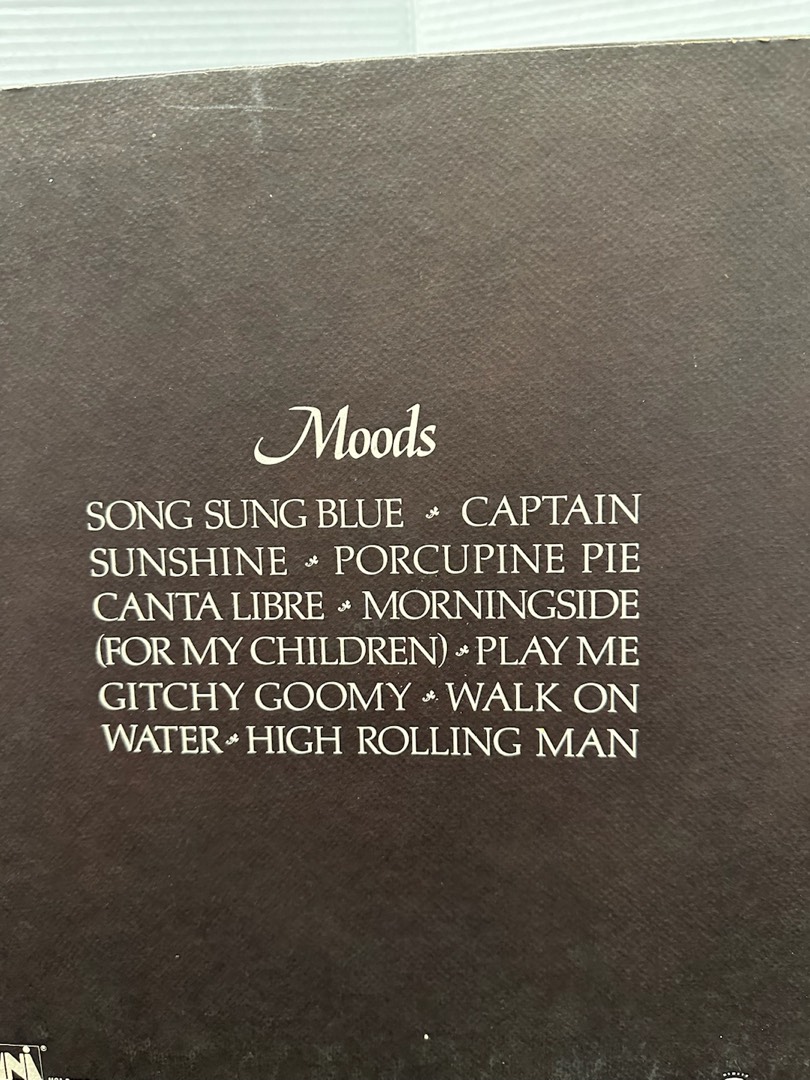 Moods
SONG SUNG BLUE • CAPTAIN
SUNSHINE • PORCUPINE PIE
CANTA LIBRE • MORNINGSIDE
(FOR MY CHILDREN) • PLAY ME
GITCHY GOOMY • WALK ON
WATER • HIGH ROLLING MAN